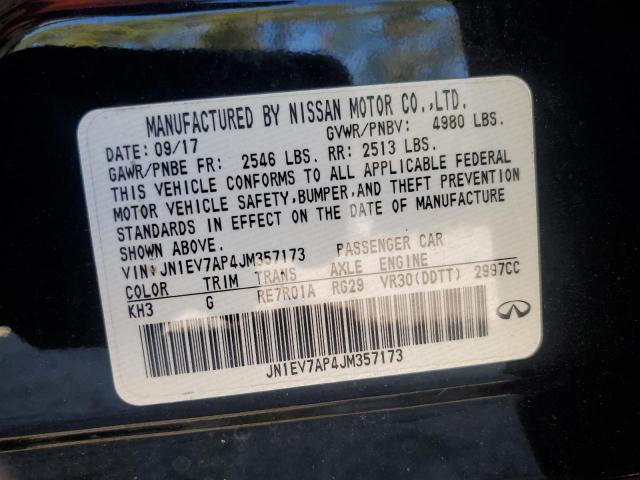 MANUFACTURED BY NISSAN MOTOR CO.,LTD.
DATE: 09/17 GVWR/PNBV: 4980 LBS.
GAWR/PNBE FR: 2546 LBS. RR: 2513 LBS.
THIS VEHICLE CONFORMS TO ALL APPLICABLE FEDERAL
MOTOR VEHICLE SAFETY,BUMPER,AND THEFT PREVENTION
STANDARDS IN EFFECT ON THE DATE OF MANUFACTURE
SHOWN ABOVE.
VIN:JN1EV7AP4JM357173 PASSENGER CAR
COLOR TRIM TRANS AXLE ENGINE
KH3 G RE7R01A RG29 VR30(DDTT) 2997CC
JN1EV7AP4JM357173